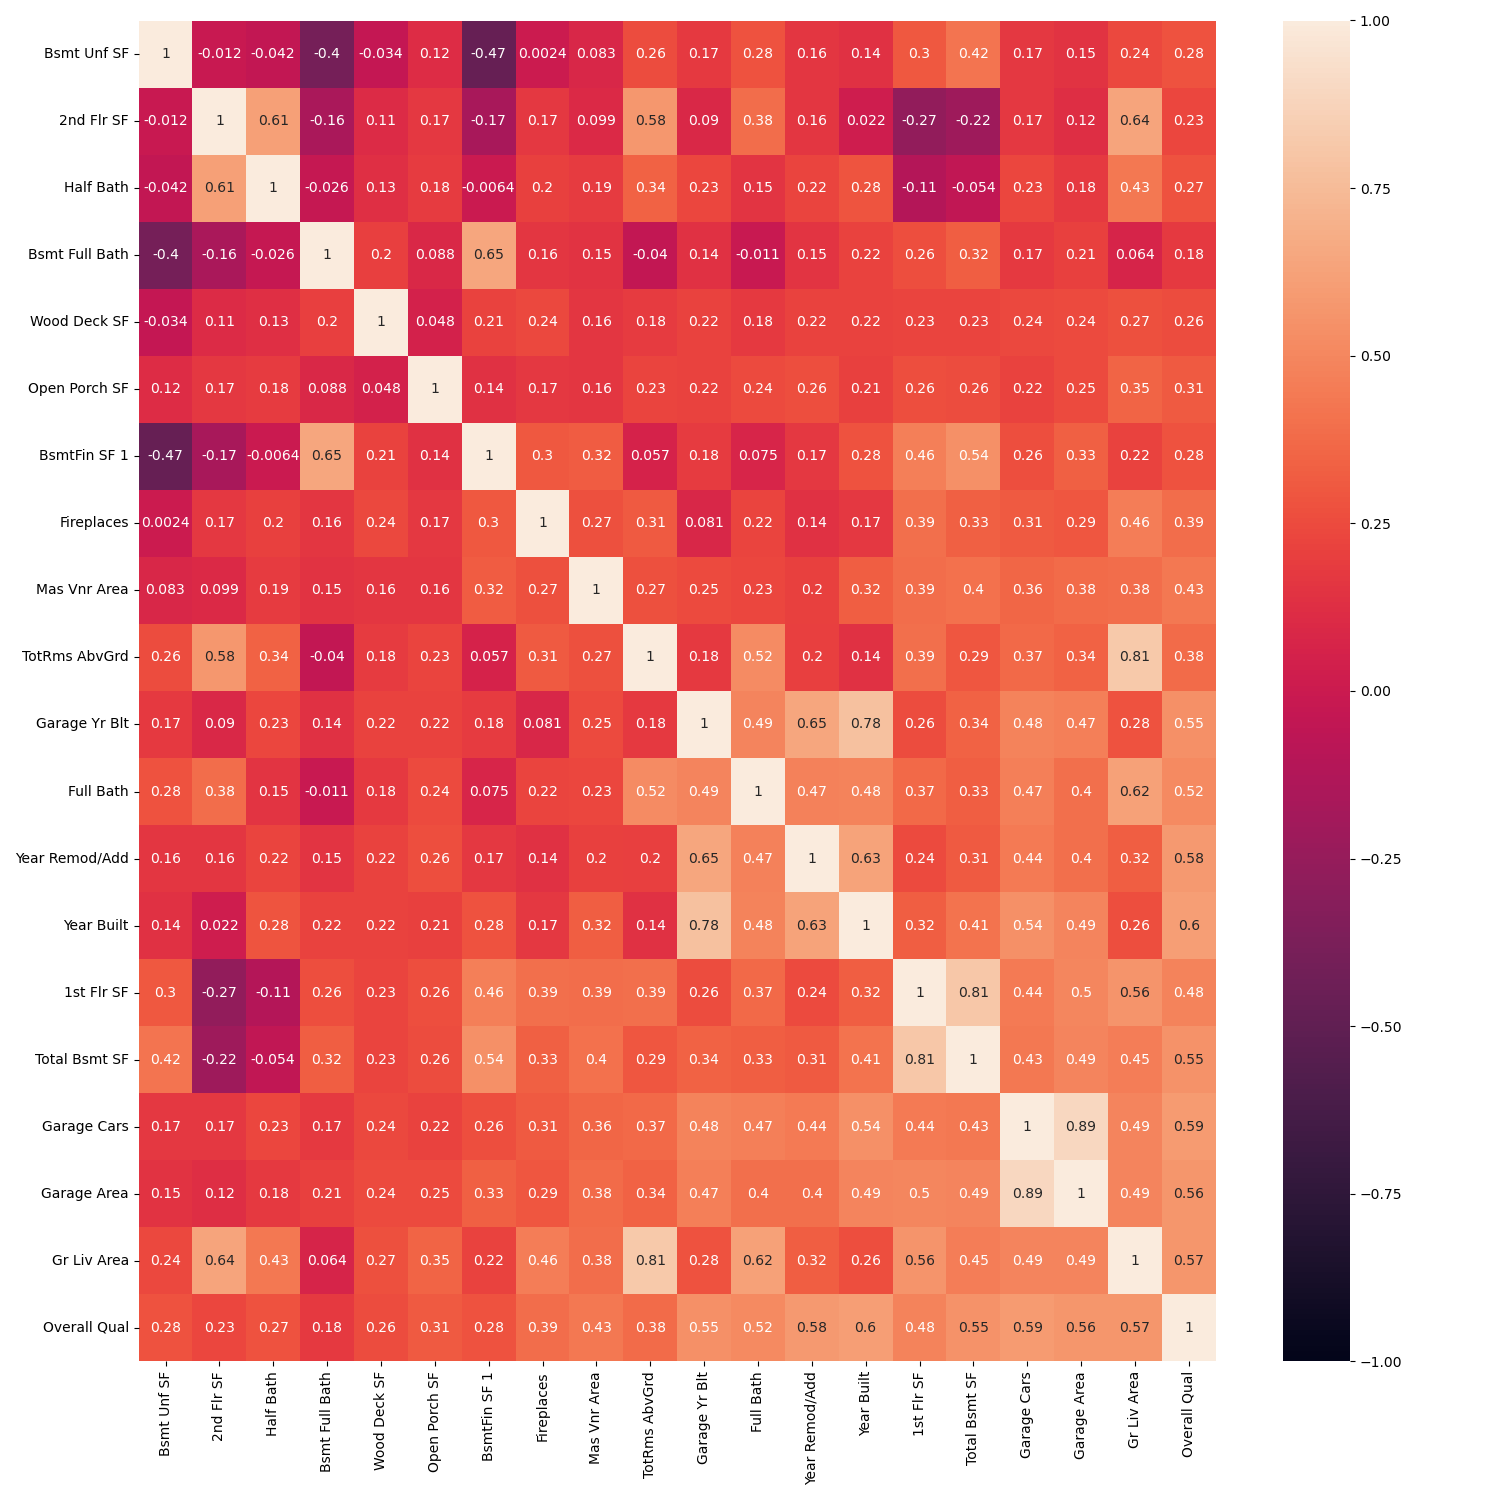 Bsmt Unf SF 1 -0.012 -0.042 -0.4 -0.034 0.12 -0.47 0.0024 0.083 0.26 0.17 0.28 0.16 0.14 0.3 0.42 0.17 0.15 0.24 0.28
2nd Flr SF -0.012 1 0.61 -0.16 0.11 0.17 -0.17 0.17 0.099 0.58 0.09 0.38 0.16 0.022 -0.27 -0.22 0.17 0.12 0.64 0.23
Half Bath -0.042 0.61 1 -0.026 0.13 0.18 -0.0064 0.2 0.19 0.34 0.23 0.15 0.22 0.28 -0.11 -0.054 0.23 0.18 0.43 0.27
Bsmt Full Bath -0.4 -0.16 -0.026 1 0.2 0.088 0.65 0.16 0.15 -0.04 0.14 -0.011 0.15 0.22 0.26 0.32 0.17 0.21 0.064 0.18
Wood Deck SF -0.034 0.11 0.13 0.2 1 0.048 0.21 0.24 0.16 0.18 0.22 0.18 0.22 0.22 0.23 0.23 0.24 0.24 0.27 0.26
Open Porch SF 0.12 0.17 0.18 0.088 0.048 1 0.14 0.17 0.16 0.23 0.22 0.24 0.26 0.21 0.26 0.26 0.22 0.25 0.35 0.31
BsmtFin SF 1 -0.47 -0.17 -0.0064 0.65 0.21 0.14 1 0.3 0.32 0.057 0.18 0.075 0.17 0.28 0.46 0.54 0.26 0.33 0.22 0.28
Fireplaces 0.0024 0.17 0.2 0.16 0.24 0.17 0.3 1 0.27 0.31 0.081 0.22 0.14 0.17 0.39 0.33 0.31 0.29 0.46 0.39
Mas Vnr Area 0.083 0.099 0.19 0.15 0.16 0.16 0.32 0.27 1 0.27 0.25 0.23 0.2 0.32 0.39 0.4 0.36 0.38 0.38 0.43
TotRms AbvGrd 0.26 0.58 0.34 -0.04 0.18 0.23 0.057 0.31 0.27 1 0.18 0.52 0.2 0.14 0.39 0.29 0.37 0.34 0.81 0.38
Garage Yr Blt 0.17 0.09 0.23 0.14 0.22 0.22 0.18 0.081 0.25 0.18 1 0.49 0.65 0.78 0.26 0.34 0.48 0.47 0.28 0.55
Full Bath 0.28 0.38 0.15 -0.011 0.18 0.24 0.075 0.22 0.23 0.52 0.49 1 0.47 0.48 0.37 0.33 0.47 0.4 0.62 0.52
Year Remod/Add 0.16 0.16 0.22 0.15 0.22 0.26 0.17 0.14 0.2 0.2 0.65 0.47 1 0.63 0.24 0.31 0.44 0.4 0.32 0.58
Year Built 0.14 0.022 0.28 0.22 0.22 0.21 0.28 0.17 0.32 0.14 0.78 0.48 0.63 1 0.32 0.41 0.54 0.49 0.26 0.6
1st Flr SF 0.3 -0.27 -0.11 0.26 0.23 0.26 0.46 0.39 0.39 0.39 0.26 0.37 0.24 0.32 1 0.81 0.44 0.5 0.56 0.48
Total Bsmt SF 0.42 -0.22 -0.054 0.32 0.23 0.26 0.54 0.33 0.4 0.29 0.34 0.33 0.31 0.41 0.81 1 0.43 0.49 0.45 0.55
Garage Cars 0.17 0.17 0.23 0.17 0.24 0.22 0.26 0.31 0.36 0.37 0.48 0.47 0.44 0.54 0.44 0.43 1 0.89 0.49 0.59
Garage Area 0.15 0.12 0.18 0.21 0.24 0.25 0.33 0.29 0.38 0.34 0.47 0.4 0.4 0.49 0.5 0.49 0.89 1 0.49 0.56
Gr Liv Area 0.24 0.64 0.43 0.064 0.27 0.35 0.22 0.46 0.38 0.81 0.28 0.62 0.32 0.26 0.56 0.45 0.49 0.49 1 0.57
Overall Qual 0.28 0.23 0.27 0.18 0.26 0.31 0.28 0.39 0.43 0.38 0.55 0.52 0.58 0.6 0.48 0.55 0.59 0.56 0.57 1
Bsmt Unf SF
2nd Flr SF
Half Bath
Bsmt Full Bath
Wood Deck SF
Open Porch SF
BsmtFin SF 1
Fireplaces
Mas Vnr Area
TotRms AbvGrd
Garage Yr Blt
Full Bath
Year Remod/Add
Year Built
1st Flr SF
Total Bsmt SF
Garage Cars
Garage Area
Gr Liv Area
Overall Qual
1.00
0.75
0.50
0.25
0.00
−0.25
−0.50
−0.75
−1.00